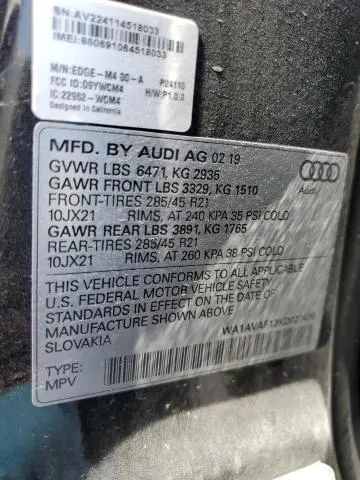 SN:AV224114518033
IMEI:860691064518033
M/N:EDGE-M4 00-A P24110
FCC ID:09YWCM4 H/W:P1.0.0
IC:22952-WCM4
Designed in California
MFD. BY AUDI AG 02 19
GVWR LBS 6471, KG 2935
GAWR FRONT LBS 3329, KG 1510
FRONT-TIRES 285/45 R21
10JX21 RIMS, AT 240 KPA 35 PSI COLD
GAWR REAR LBS 3891, KG 1765
REAR-TIRES 285/45 R21
10JX21 RIMS, AT 260 KPA 38 PSI COLD
Audi
THIS VEHICLE CONFORMS TO ALL APPLICABLE
U.S. FEDERAL MOTOR VEHICLE SAFETY
STANDARDS IN EFFECT ON THE DATE OF
MANUFACTURE SHOWN ABOVE.
SLOVAKIA
TYPE:
MPV